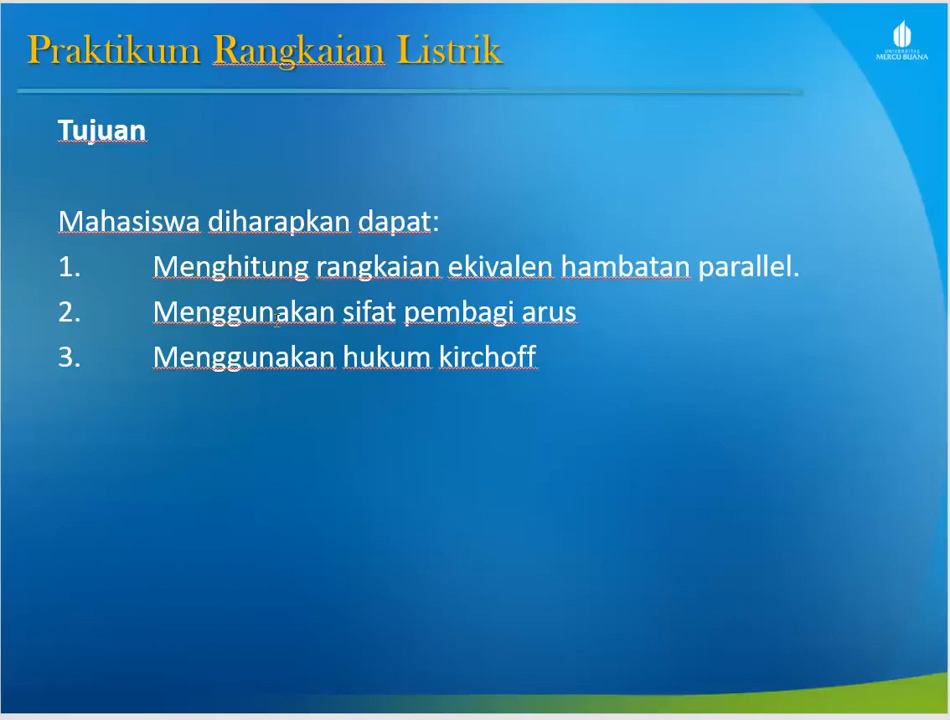 Praktikum Rangkaian Listrik
UNIVERSITAS
MERCU BUANA
Tujuan
Mahasiswa diharapkan dapat:
1. Menghitung rangkaian ekivalen hambatan parallel.
2. Menggunakan sifat pembagi arus
3. Menggunakan hukum kirchoff